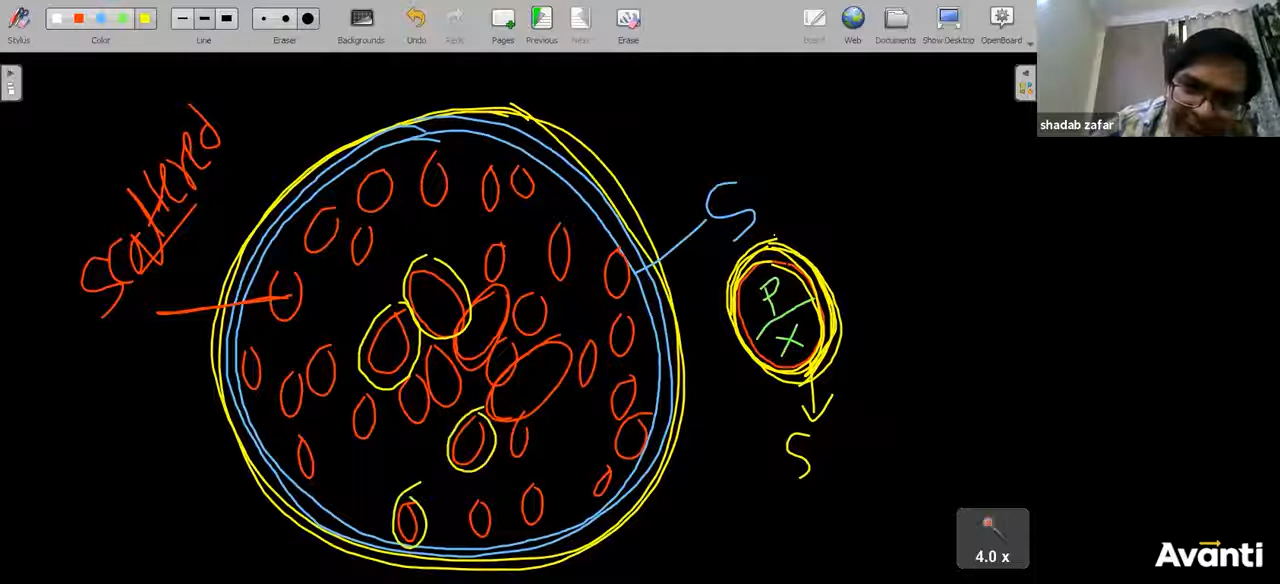 Stylus
Color
Line
Eraser
Backgrounds
Undo
Redo
Pages
Previous
Next
Erase
Board
Web
Documents
Show Desktop
OpenBoard
shadab zafar
Scattered
S
P
X
S
4.0 x
Avanti